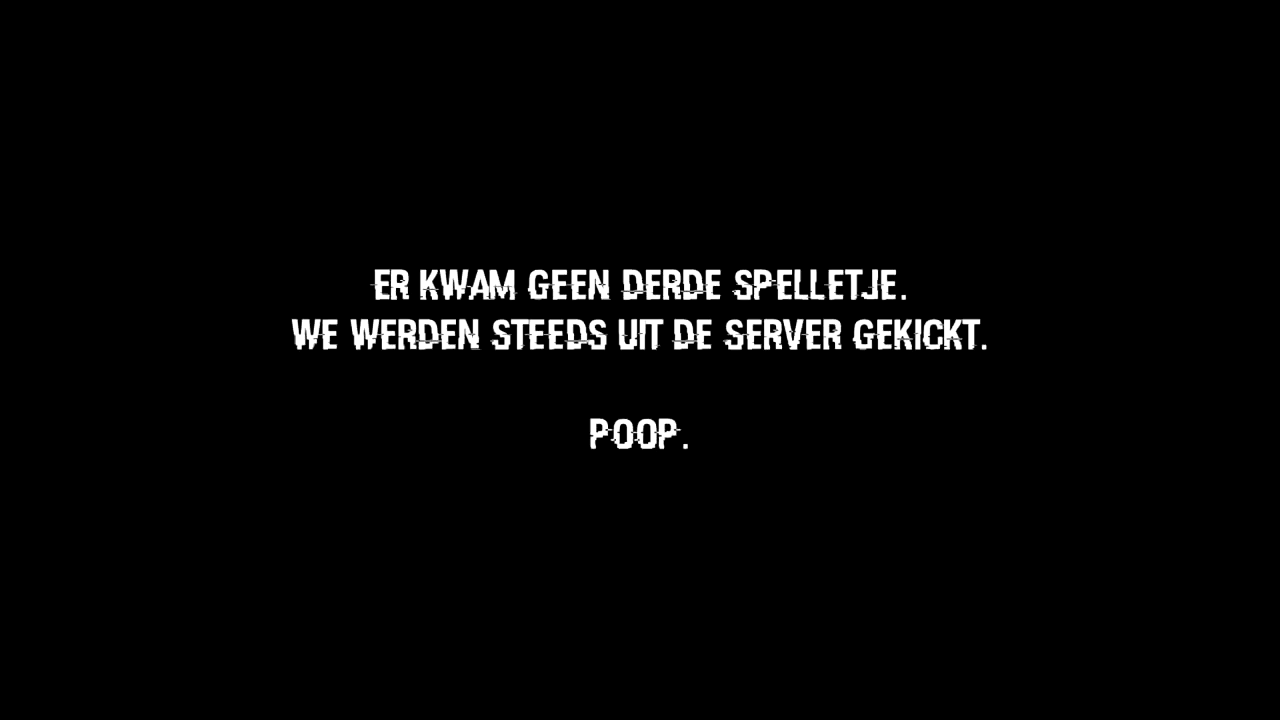 ER KWAM GEEN DERDE SPELLETJE.
WE WERDEN STEEDS UIT DE SERVER GEKICKT.
POOP.